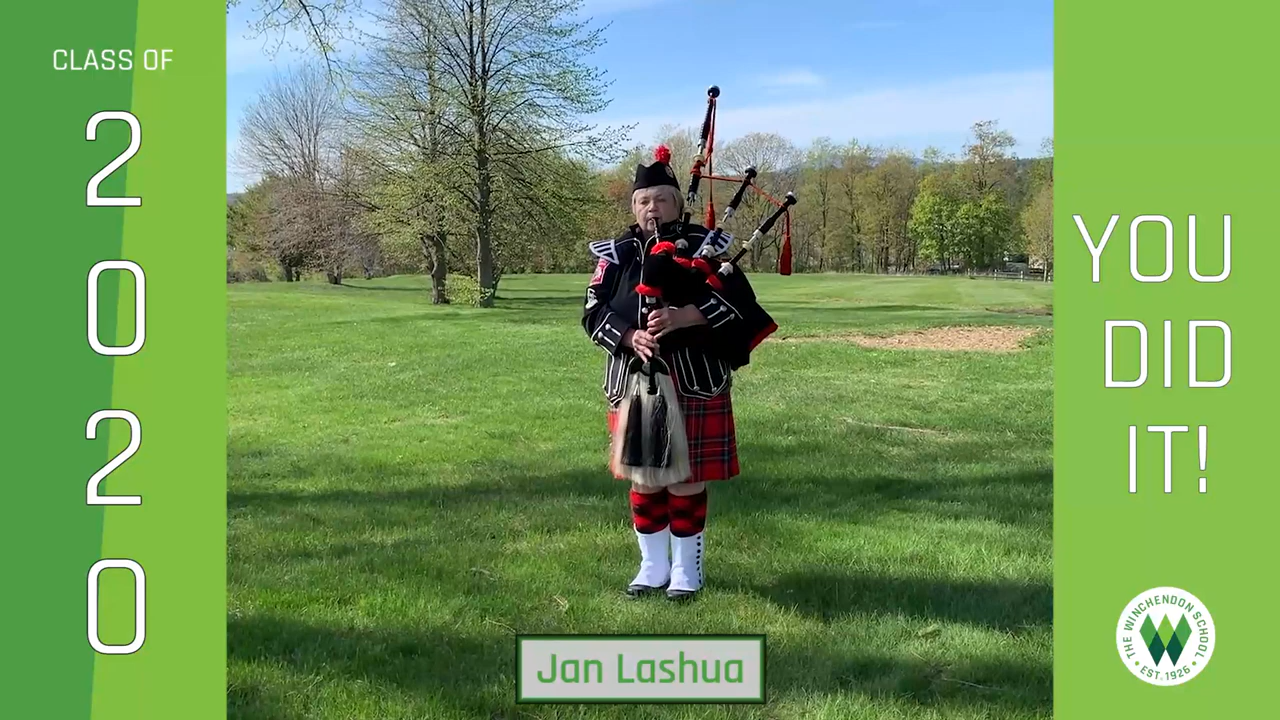 CLASS OF
2
0
2
0
YOU
DID
IT!
Jan Lashua
THE WINCHENDON SCHOOL
• EST. 1926 •